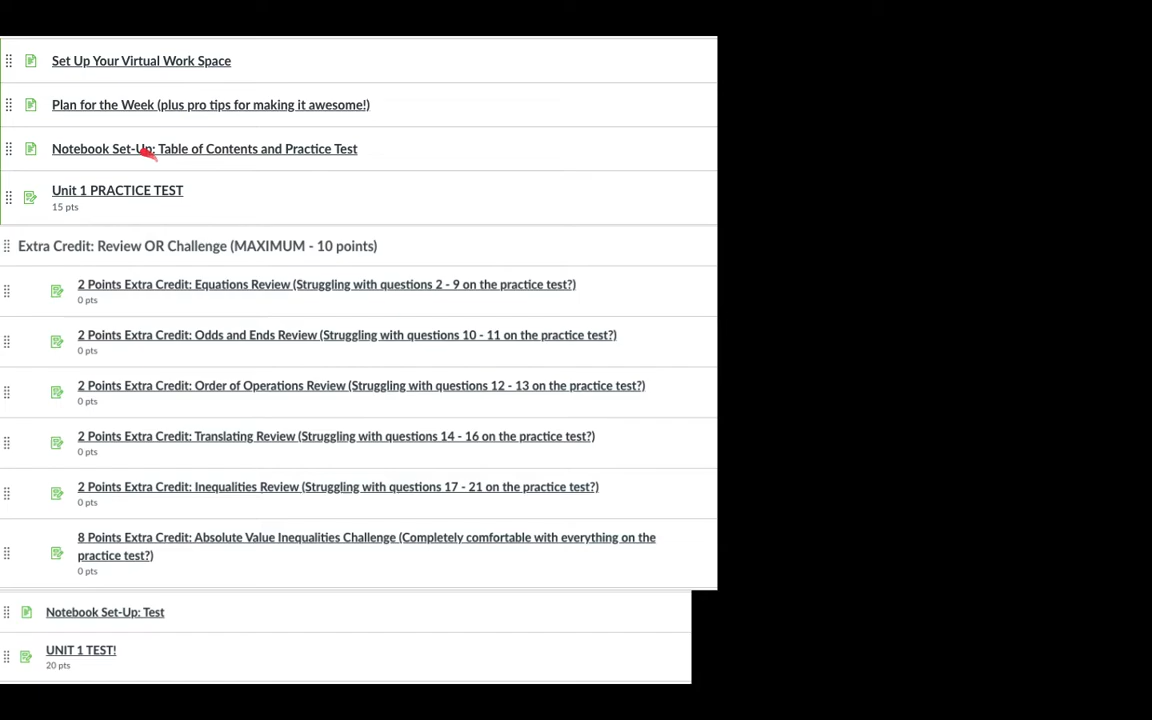 Set Up Your Virtual Work Space
Plan for the Week (plus pro tips for making it awesome!)
Notebook Set-Up: Table of Contents and Practice Test
Unit 1 PRACTICE TEST
15 pts
Extra Credit: Review OR Challenge (MAXIMUM - 10 points)
2 Points Extra Credit: Equations Review (Struggling with questions 2 - 9 on the practice test?)
0 pts
2 Points Extra Credit: Odds and Ends Review (Struggling with questions 10 - 11 on the practice test?)
0 pts
2 Points Extra Credit: Order of Operations Review (Struggling with questions 12 - 13 on the practice test?)
0 pts
2 Points Extra Credit: Translating Review (Struggling with questions 14 - 16 on the practice test?)
0 pts
2 Points Extra Credit: Inequalities Review (Struggling with questions 17 - 21 on the practice test?)
0 pts
8 Points Extra Credit: Absolute Value Inequalities Challenge (Completely comfortable with everything on the
practice test?)
0 pts
Notebook Set-Up: Test
UNIT 1 TEST!
20 pts